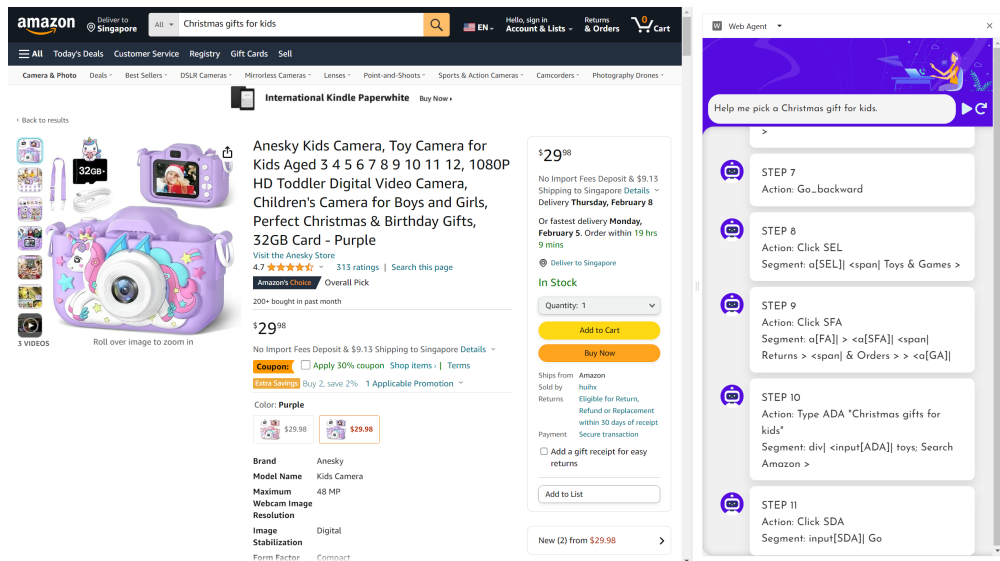 amazon
Deliver to
Singapore
All
Christmas gifts for kids
EN
Hello, sign in
Account & Lists
Returns
& Orders
0
Cart
All
Today's Deals
Customer Service
Registry
Gift Cards
Sell
Camera & Photo
Deals
Best Sellers
DSLR Cameras
Mirrorless Cameras
Lenses
Point-and-Shoots
Sports & Action Cameras
Camcorders
Photography Drones
International Kindle Paperwhite
Buy Now ›
‹ Back to results
32GB
Roll over image to zoom in
3 VIDEOS
Anesky Kids Camera, Toy Camera for
Kids Aged 3 4 5 6 7 8 9 10 11 12, 1080P
HD Toddler Digital Video Camera,
Children's Camera for Boys and Girls,
Perfect Christmas & Birthday Gifts,
32GB Card - Purple
Visit the Anesky Store
4.7
313 ratings | Search this page
Amazon's Choice
Overall Pick
200+ bought in past month
$2998
No Import Fees Deposit & $9.13 Shipping to Singapore Details
Coupon:
Apply 30% coupon Shop items › | Terms
Extra Savings
Buy 2, save 2%
1 Applicable Promotion
Color: Purple
$29.98
$29.98
Brand
Anesky
Model Name
Kids Camera
Maximum
Webcam Image
Resolution
48 MP
Image
Stabilization
Digital
Form Factor
Compact
$2998
No Import Fees Deposit & $9.13
Shipping to Singapore Details
Delivery Thursday, February 8
Or fastest delivery Monday,
February 5. Order within 19 hrs
9 mins
Deliver to Singapore
In Stock
Quantity: 1
Add to Cart
Buy Now
Ships from
Amazon
Sold by
huihx
Returns
Eligible for Return,
Refund or Replacement
within 30 days of receipt
Payment
Secure transaction
Add a gift receipt for easy
returns
Add to List
New (2) from $29.98
W
Web Agent
Help me pick a Christmas gift for kids.
>
STEP 7
Action: Go_backward
STEP 8
Action: Click SEL
Segment: a[SEL]| <span| Toys & Games >
STEP 9
Action: Click SFA
Segment: a[FA]| > <a[SFA]| <span|
Returns > <span| & Orders > > <a[GA]|
STEP 10
Action: Type ADA "Christmas gifts for
kids"
Segment: div| <input[ADA]| toys; Search
Amazon >
STEP 11
Action: Click SDA
Segment: input[SDA]| Go